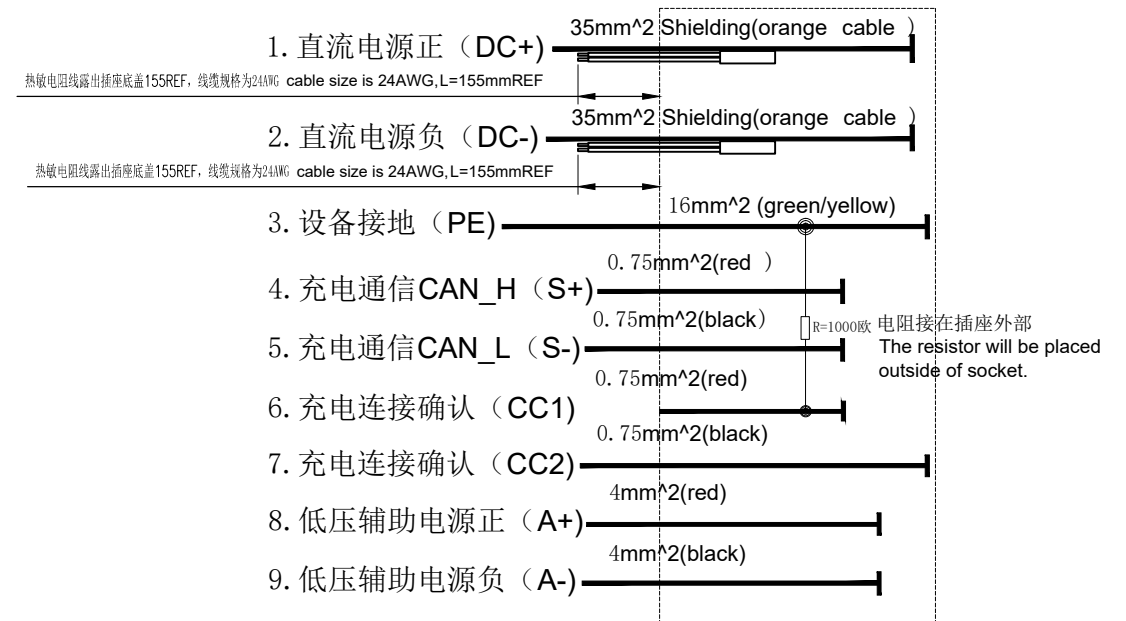 35mm^2 Shielding(orange cable )
1. 直流电源正（DC+)
热敏电阻线露出插座底盖155REF, 线缆规格为24AWG cable size is 24AWG,L=155mmREF
35mm^2 Shielding(orange cable )
2. 直流电源负（DC-)
热敏电阻线露出插座底盖155REF, 线缆规格为24AWG cable size is 24AWG,L=155mmREF
16mm^2 (green/yellow)
3. 设备接地（PE)
0.75mm^2(red ）
4. 充电通信CAN_H（S+)
0.75mm^2(black）
R=1000欧 电阻接在插座外部
The resistor will be placed
outside of socket.
5. 充电通信CAN_L（S-)
0.75mm^2(red)
6. 充电连接确认（CC1)
0.75mm^2(black)
7. 充电连接确认（CC2)
4mm^2(red)
8. 低压辅助电源正（A+)
4mm^2(black)
9. 低压辅助电源负（A-)